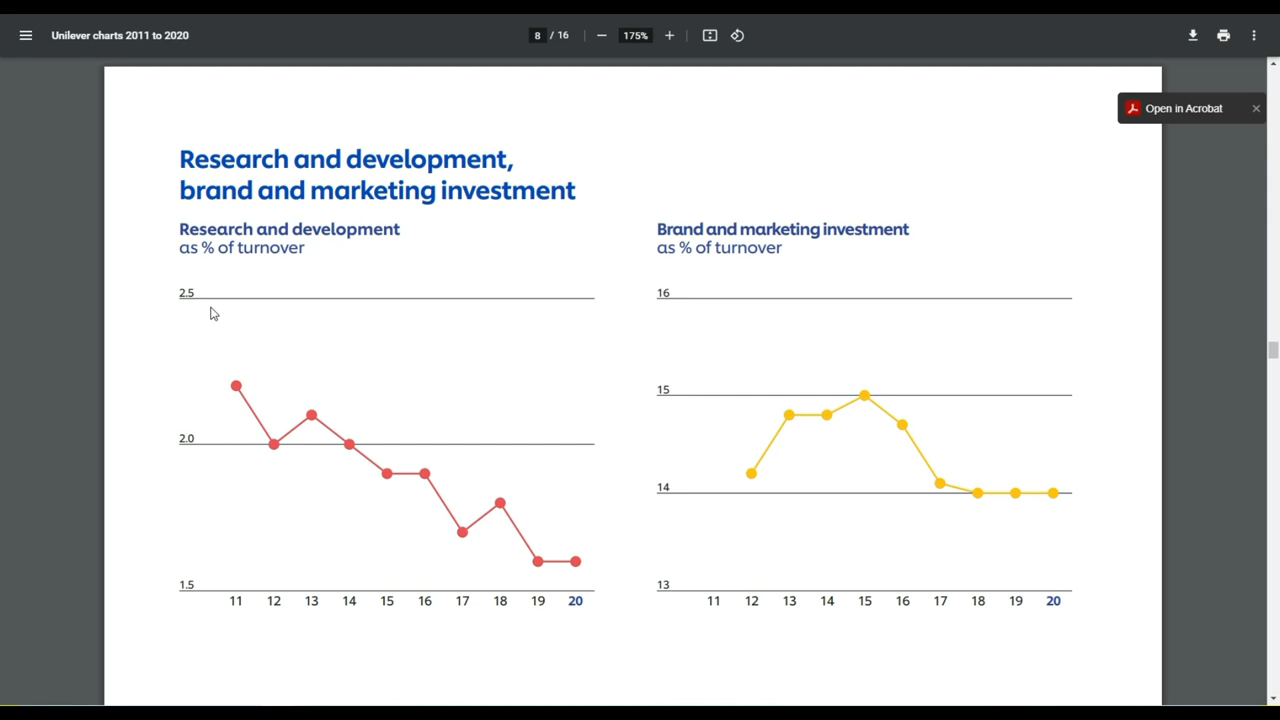 Unilever charts 2011 to 2020
8 / 16
175%
Open in Acrobat
Research and development,
brand and marketing investment
Research and development
as % of turnover
2.5
2.0
1.5
11 12 13 14 15 16 17 18 19 20
Brand and marketing investment
as % of turnover
16
15
14
13
11 12 13 14 15 16 17 18 19 20